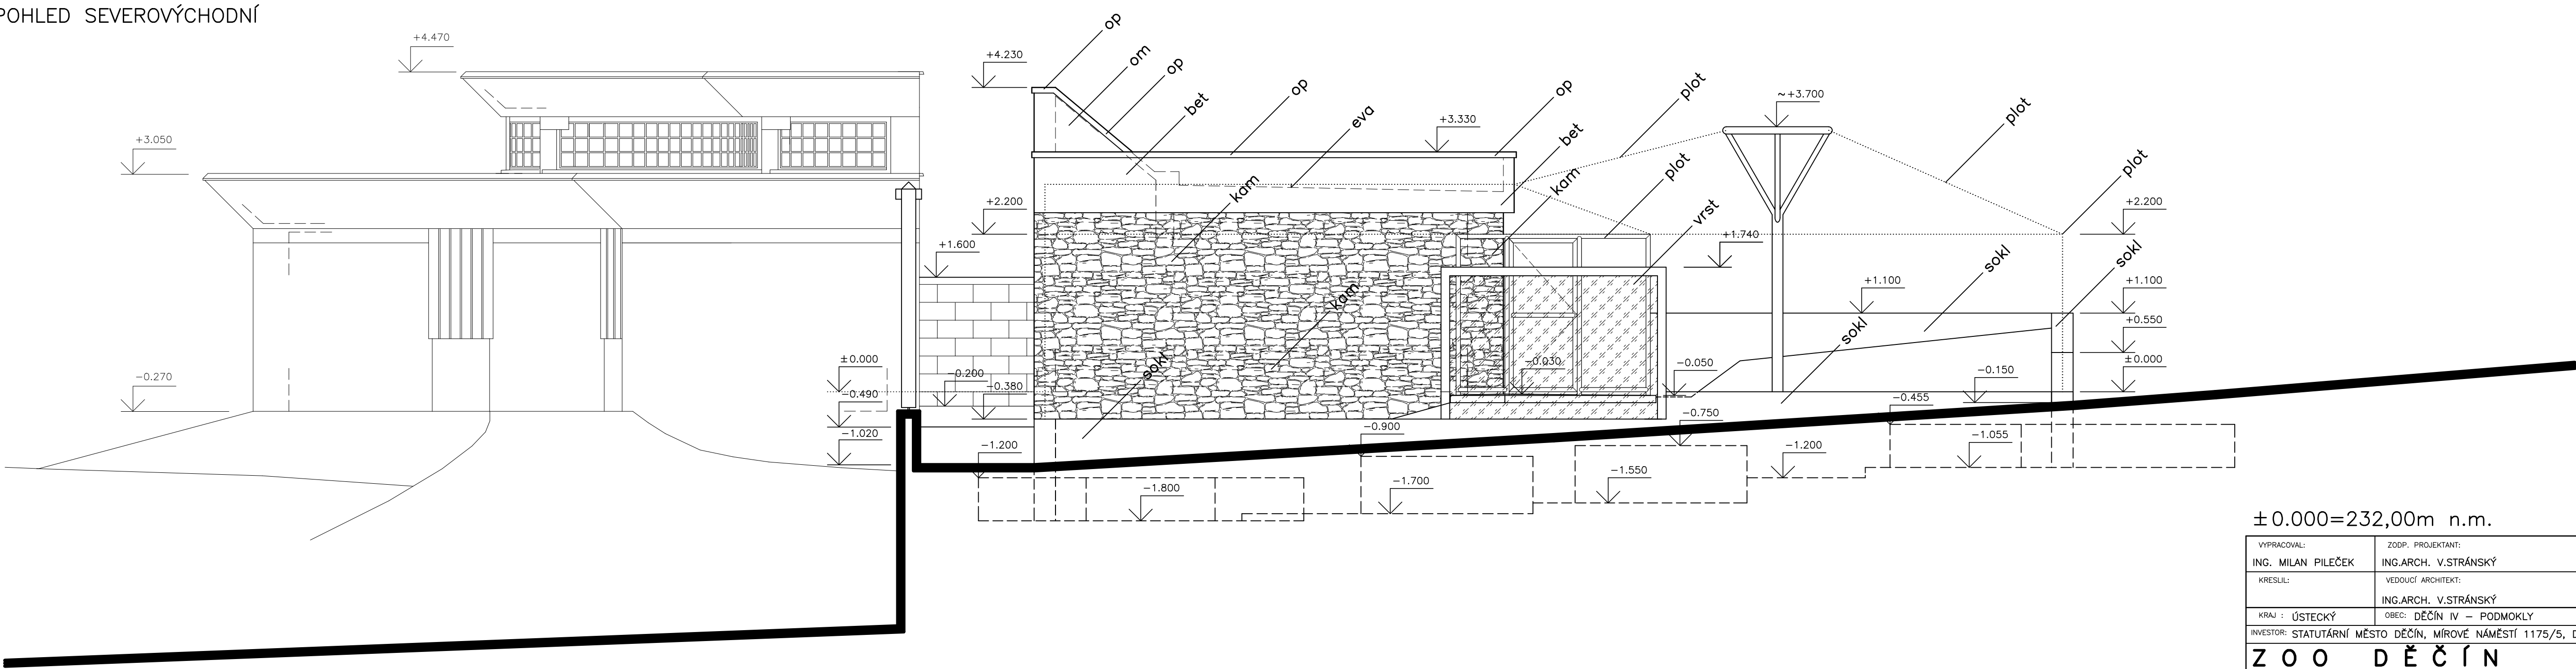 POHLED SEVEROVÝCHODNÍ
+4.470
+3.050
−0.270
+4.230
op
om
op
bet
op
eva
+3.330
op
bet
kam
plot
plot
vrst
~+3.700
plot
plot
+2.200
sokl
+2.200
+1.600
kam
kam
+1.740
sokl
+1.100
+1.100
+0.550
±0.000
sokl
±0.000
−0.490
−1.020
−0.200
−0.380
sokl
−0.030
−0.050
−0.150
−0.455
−0.750
−0.900
−1.200
−1.200
−1.055
−1.550
−1.700
−1.800
±0.000=232,00m n.m.
VYPRACOVAL: ZODP. PROJEKTANT:
ING. MILAN PILEČEK ING.ARCH. V.STRÁNSKÝ
KRESLIL: VEDOUCÍ ARCHITEKT:
ING.ARCH. V.STRÁNSKÝ
KRAJ : ÚSTECKÝ OBEC: DĚČÍN IV − PODMOKLY
INVESTOR: STATUTÁRNÍ MĚSTO DĚČÍN, MÍROVÉ NÁMĚSTÍ 1175/5, D
ZOO DĚČÍN